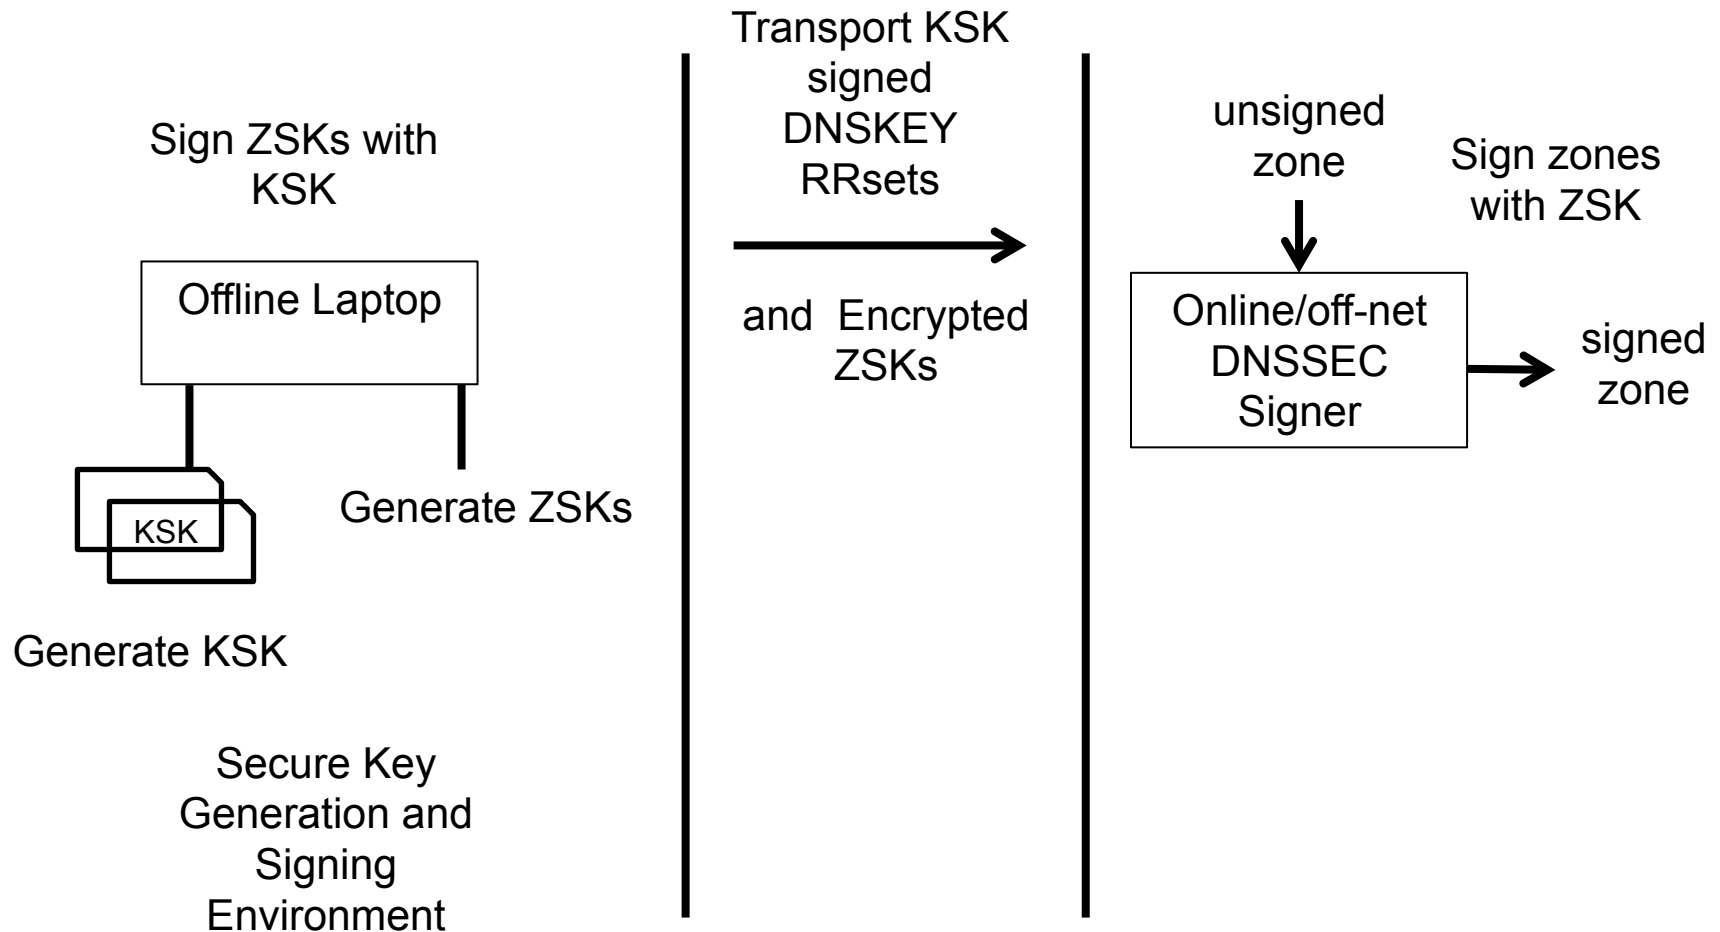 Sign ZSKs with
KSK
Offline Laptop
KSK
Generate ZSKs
Generate KSK
Secure Key
Generation and
Signing
Environment
Transport KSK
signed
DNSKEY
RRsets
and Encrypted
ZSKs
unsigned
zone
Sign zones
with ZSK
Online/off-net
DNSSEC
Signer
signed
zone